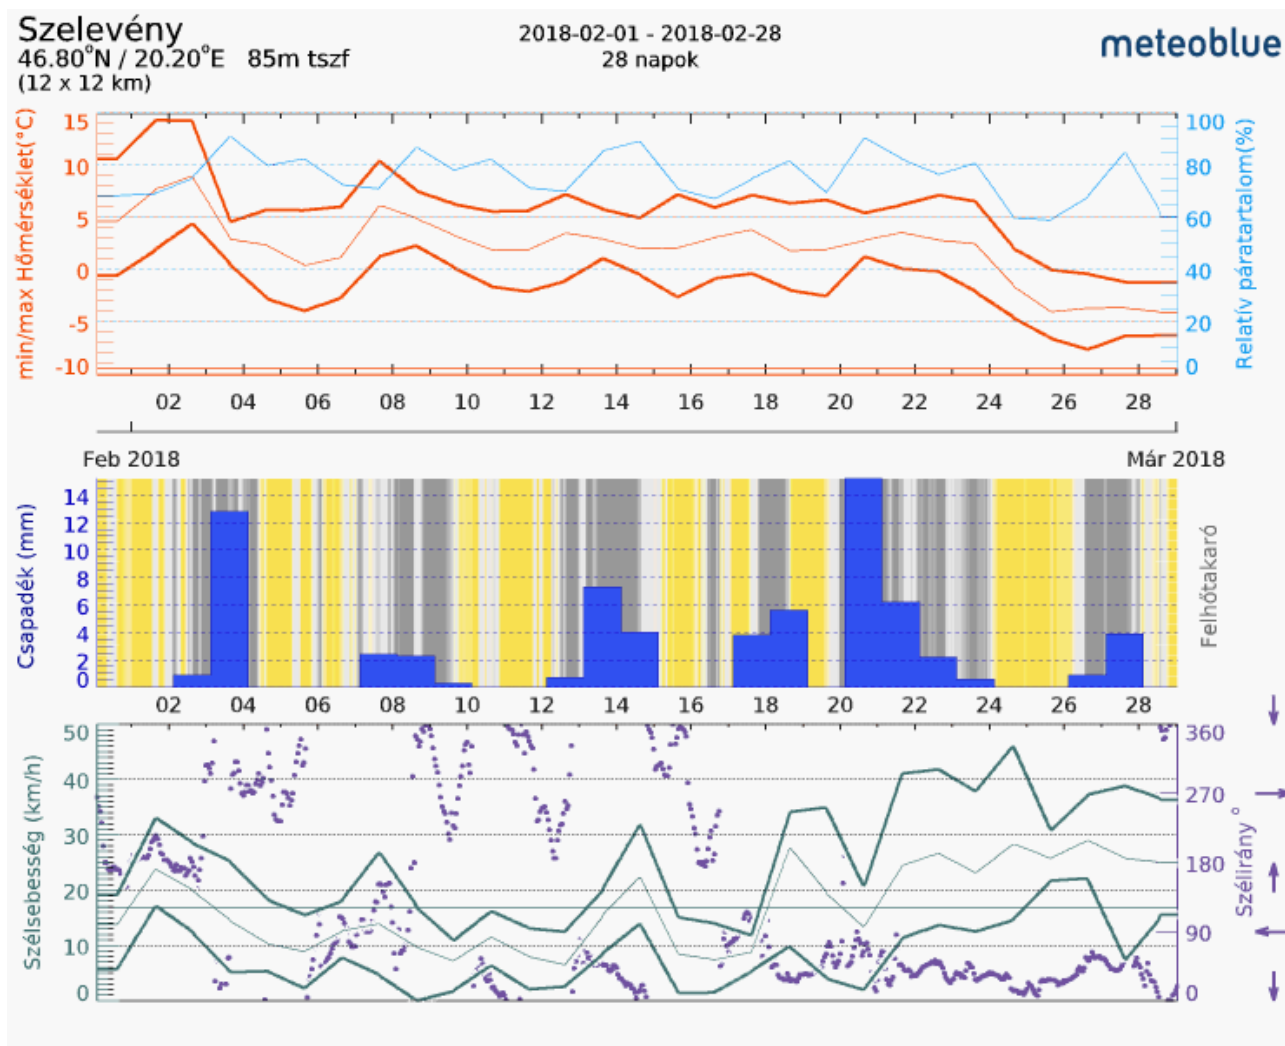 Szelevény
46.80°N / 20.20°E 85m tszf
(12 x 12 km)
2018-02-01 - 2018-02-28
28 napok
meteoblue
min/max Hőmérséklet(°C)
15
10
5
0
-5
-10
100
80
60
40
20
0
Relatív páratartalom(%)
02 04 06 08 10 12 14 16 18 20 22 24 26 28
Feb 2018 Már 2018
Csapadék (mm)
14
12
10
8
6
4
2
0
Felhőtakaró
02 04 06 08 10 12 14 16 18 20 22 24 26 28
Szélsebesség (km/h)
50
40
30
20
10
0
360
270
180
90
0
Szélirány °